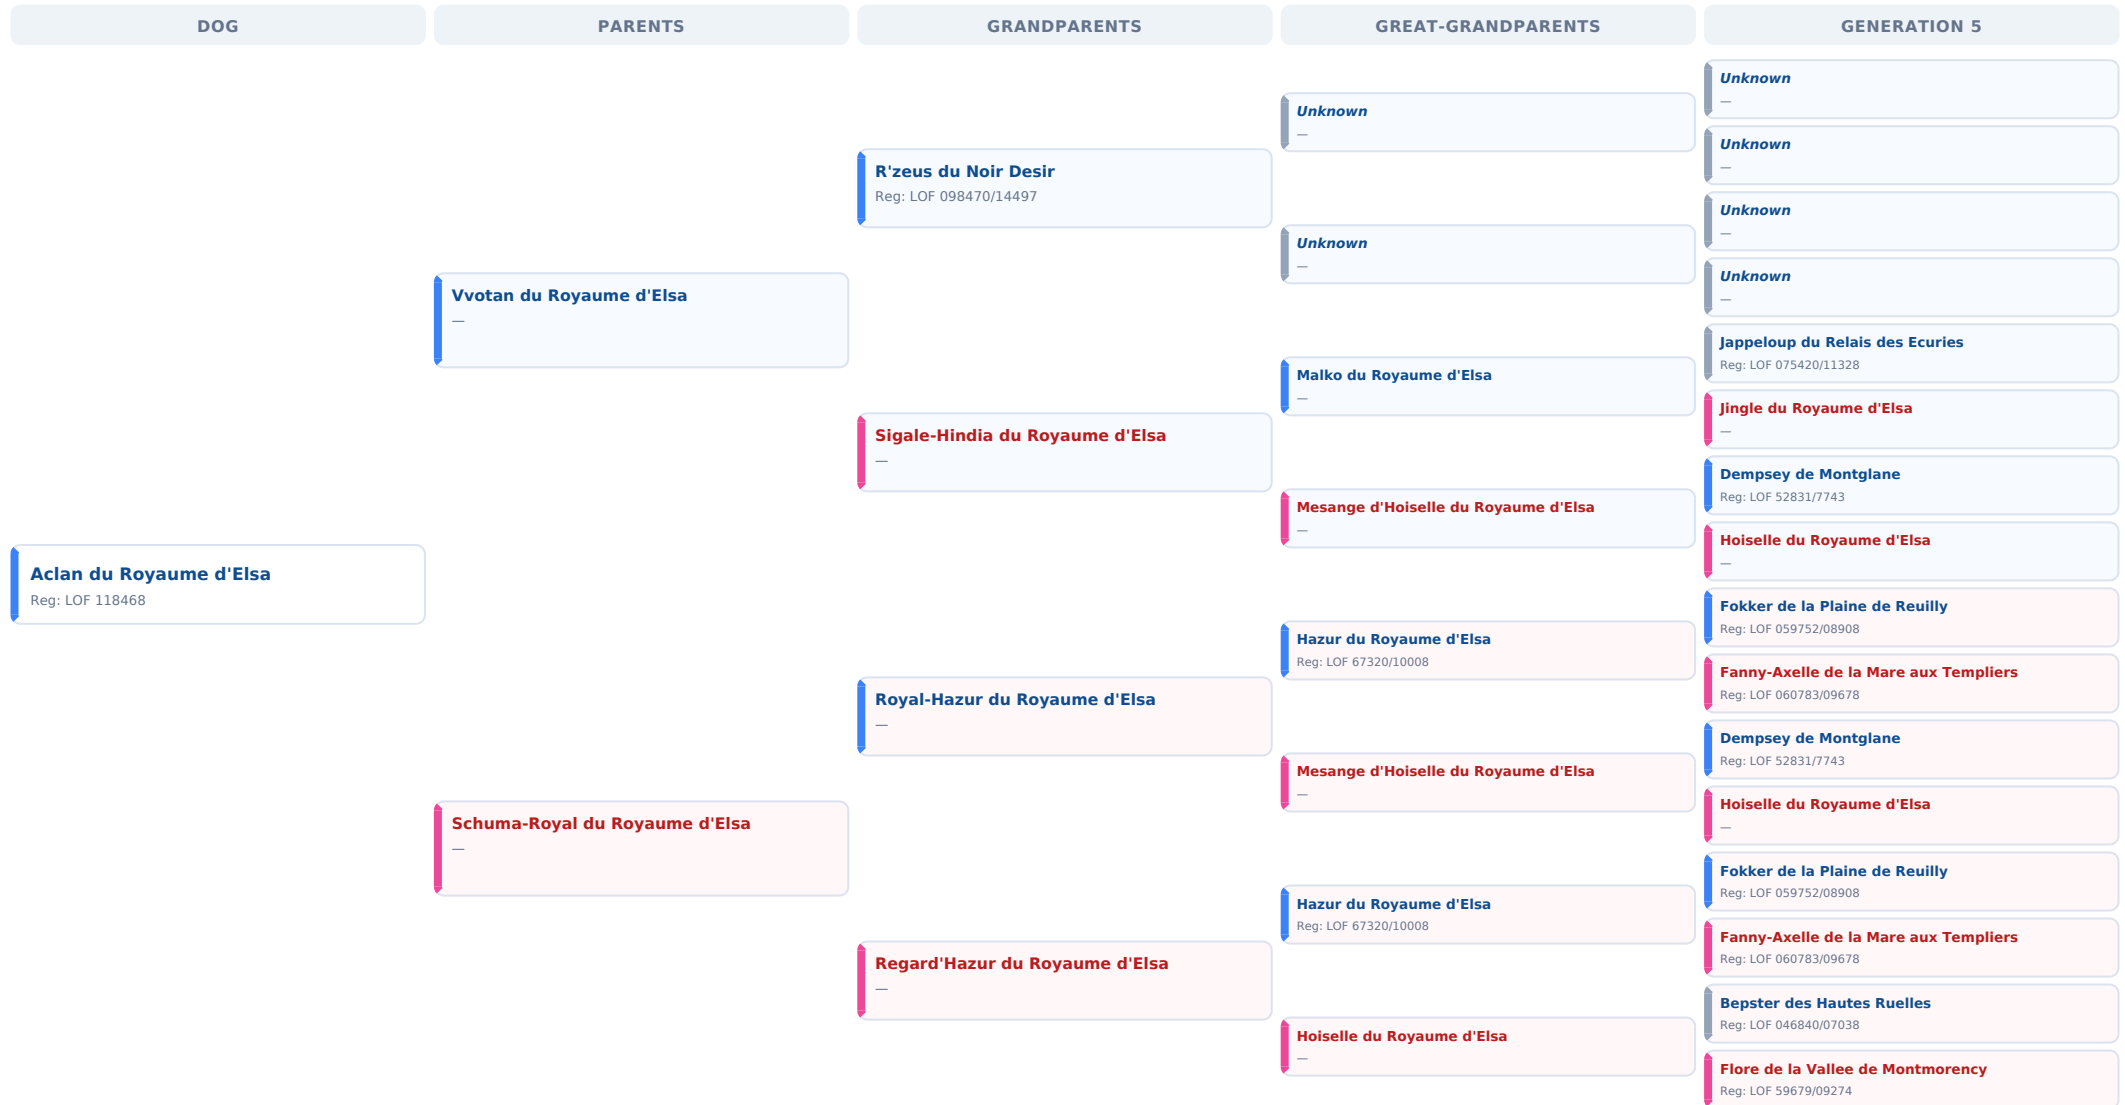 DOG
PARENTS
GRANDPARENTS
GREAT-GRANDPARENTS
GENERATION 5
Aclan du Royaume d'Elsa
Reg: LOF 118468
Vvotan du Royaume d'Elsa
—
Schuma-Royal du Royaume d'Elsa
—
R'zeus du Noir Desir
Reg: LOF 098470/14497
Sigale-Hindia du Royaume d'Elsa
—
Royal-Hazur du Royaume d'Elsa
—
Regard'Hazur du Royaume d'Elsa
—
Unknown
—
Unknown
—
Malko du Royaume d'Elsa
—
Mesange d'Hoiselle du Royaume d'Elsa
—
Hazur du Royaume d'Elsa
Reg: LOF 67320/10008
Mesange d'Hoiselle du Royaume d'Elsa
—
Hazur du Royaume d'Elsa
Reg: LOF 67320/10008
Hoiselle du Royaume d'Elsa
—
Unknown
—
Unknown
—
Unknown
—
Unknown
—
Jappeloup du Relais des Ecuries
Reg: LOF 075420/11328
Jingle du Royaume d'Elsa
—
Dempsey de Montglane
Reg: LOF 52831/7743
Hoiselle du Royaume d'Elsa
—
Fokker de la Plaine de Reuilly
Reg: LOF 059752/08908
Fanny-Axelle de la Mare aux Templiers
Reg: LOF 060783/09678
Dempsey de Montglane
Reg: LOF 52831/7743
Hoiselle du Royaume d'Elsa
—
Fokker de la Plaine de Reuilly
Reg: LOF 059752/08908
Fanny-Axelle de la Mare aux Templiers
Reg: LOF 060783/09678
Bepster des Hautes Ruelles
Reg: LOF 046840/07038
Flore de la Vallee de Montmorency
Reg: LOF 59679/09274